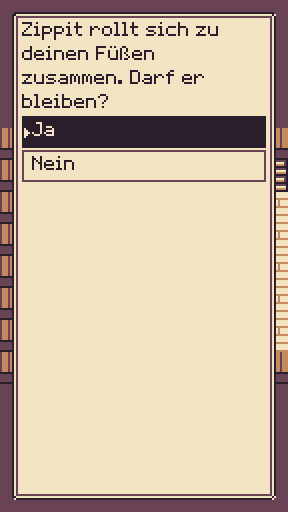 Zippit rollt sich zu
deinen Füßen
zusammen. Darf er
bleiben?
Ja
Nein